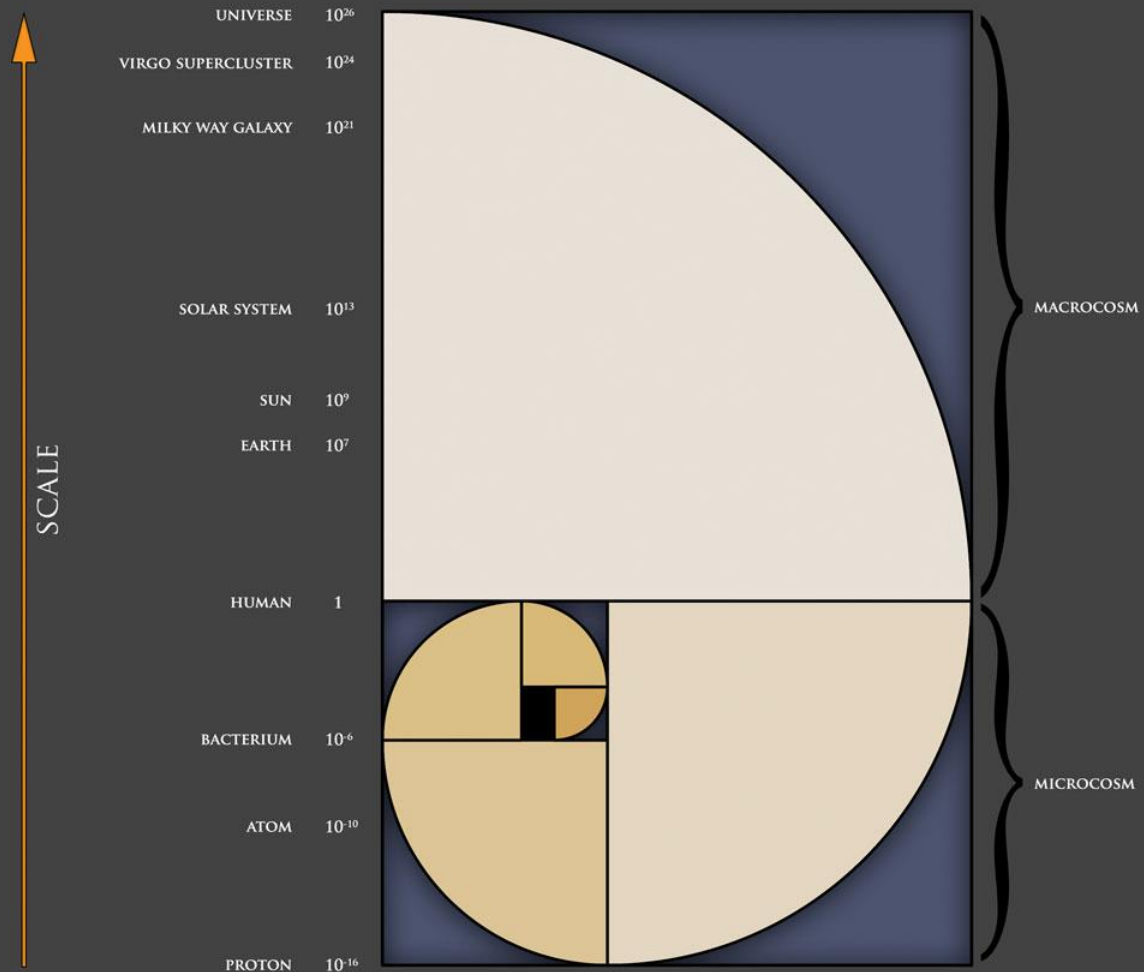 UNIVERSE 10²⁶
VIRGO SUPERCLUSTER 10²⁴
MILKY WAY GALAXY 10²¹
SOLAR SYSTEM 10¹³
MACROCOSM
SUN 10⁹
EARTH 10⁷
SCALE
HUMAN 1
BACTERIUM 10⁻⁶
MICROCOSM
ATOM 10⁻¹⁰
PROTON 10⁻¹⁶